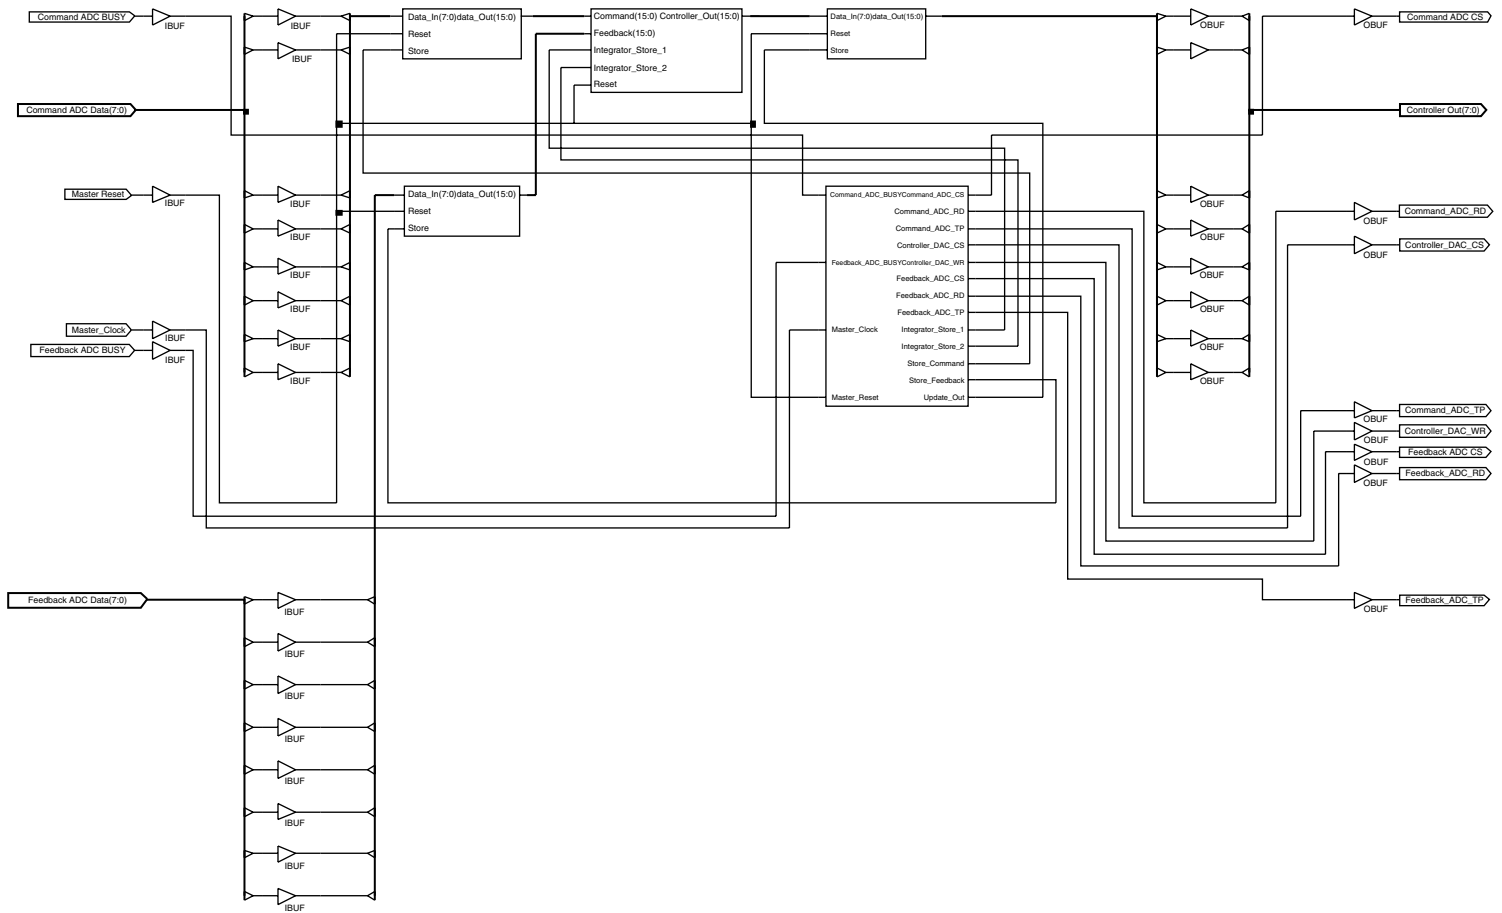 Command ADC BUSY
IBUF
IBUF
IBUF
Data_In(7:0)data_Out(15:0)
Reset
Store
Command(15:0) Controller_Out(15:0)
Feedback(15:0)
Integrator_Store_1
Integrator_Store_2
Reset
Data_In(7:0)data_Out(15:0)
Reset
Store
OBUF
OBUF
Command ADC CS
Command ADC Data(7:0)
Controller Out(7:0)
Master Reset
IBUF
IBUF
IBUF
IBUF
IBUF
IBUF
IBUF
Data_In(7:0)data_Out(15:0)
Reset
Store
Command_ADC_BUSYCommand_ADC_CS
Command_ADC_RD
Command_ADC_TP
Controller_DAC_CS
Feedback_ADC_BUSYController_DAC_WR
Feedback_ADC_CS
Feedback_ADC_RD
Feedback_ADC_TP
Master_Clock Integrator_Store_1
Integrator_Store_2
Store_Command
Store_Feedback
Master_Reset Update_Out
OBUF
OBUF
OBUF
OBUF
OBUF
OBUF
OBUF
Command_ADC_RD
OBUF
Controller_DAC_CS
Master_Clock
IBUF
Feedback ADC BUSY
IBUF
OBUF
Command_ADC_TP
OBUF
Controller_DAC_WR
OBUF
Feedback ADC CS
OBUF
Feedback_ADC_RD
Feedback ADC Data(7:0)
IBUF
IBUF
IBUF
IBUF
IBUF
IBUF
IBUF
IBUF
OBUF
Feedback_ADC_TP